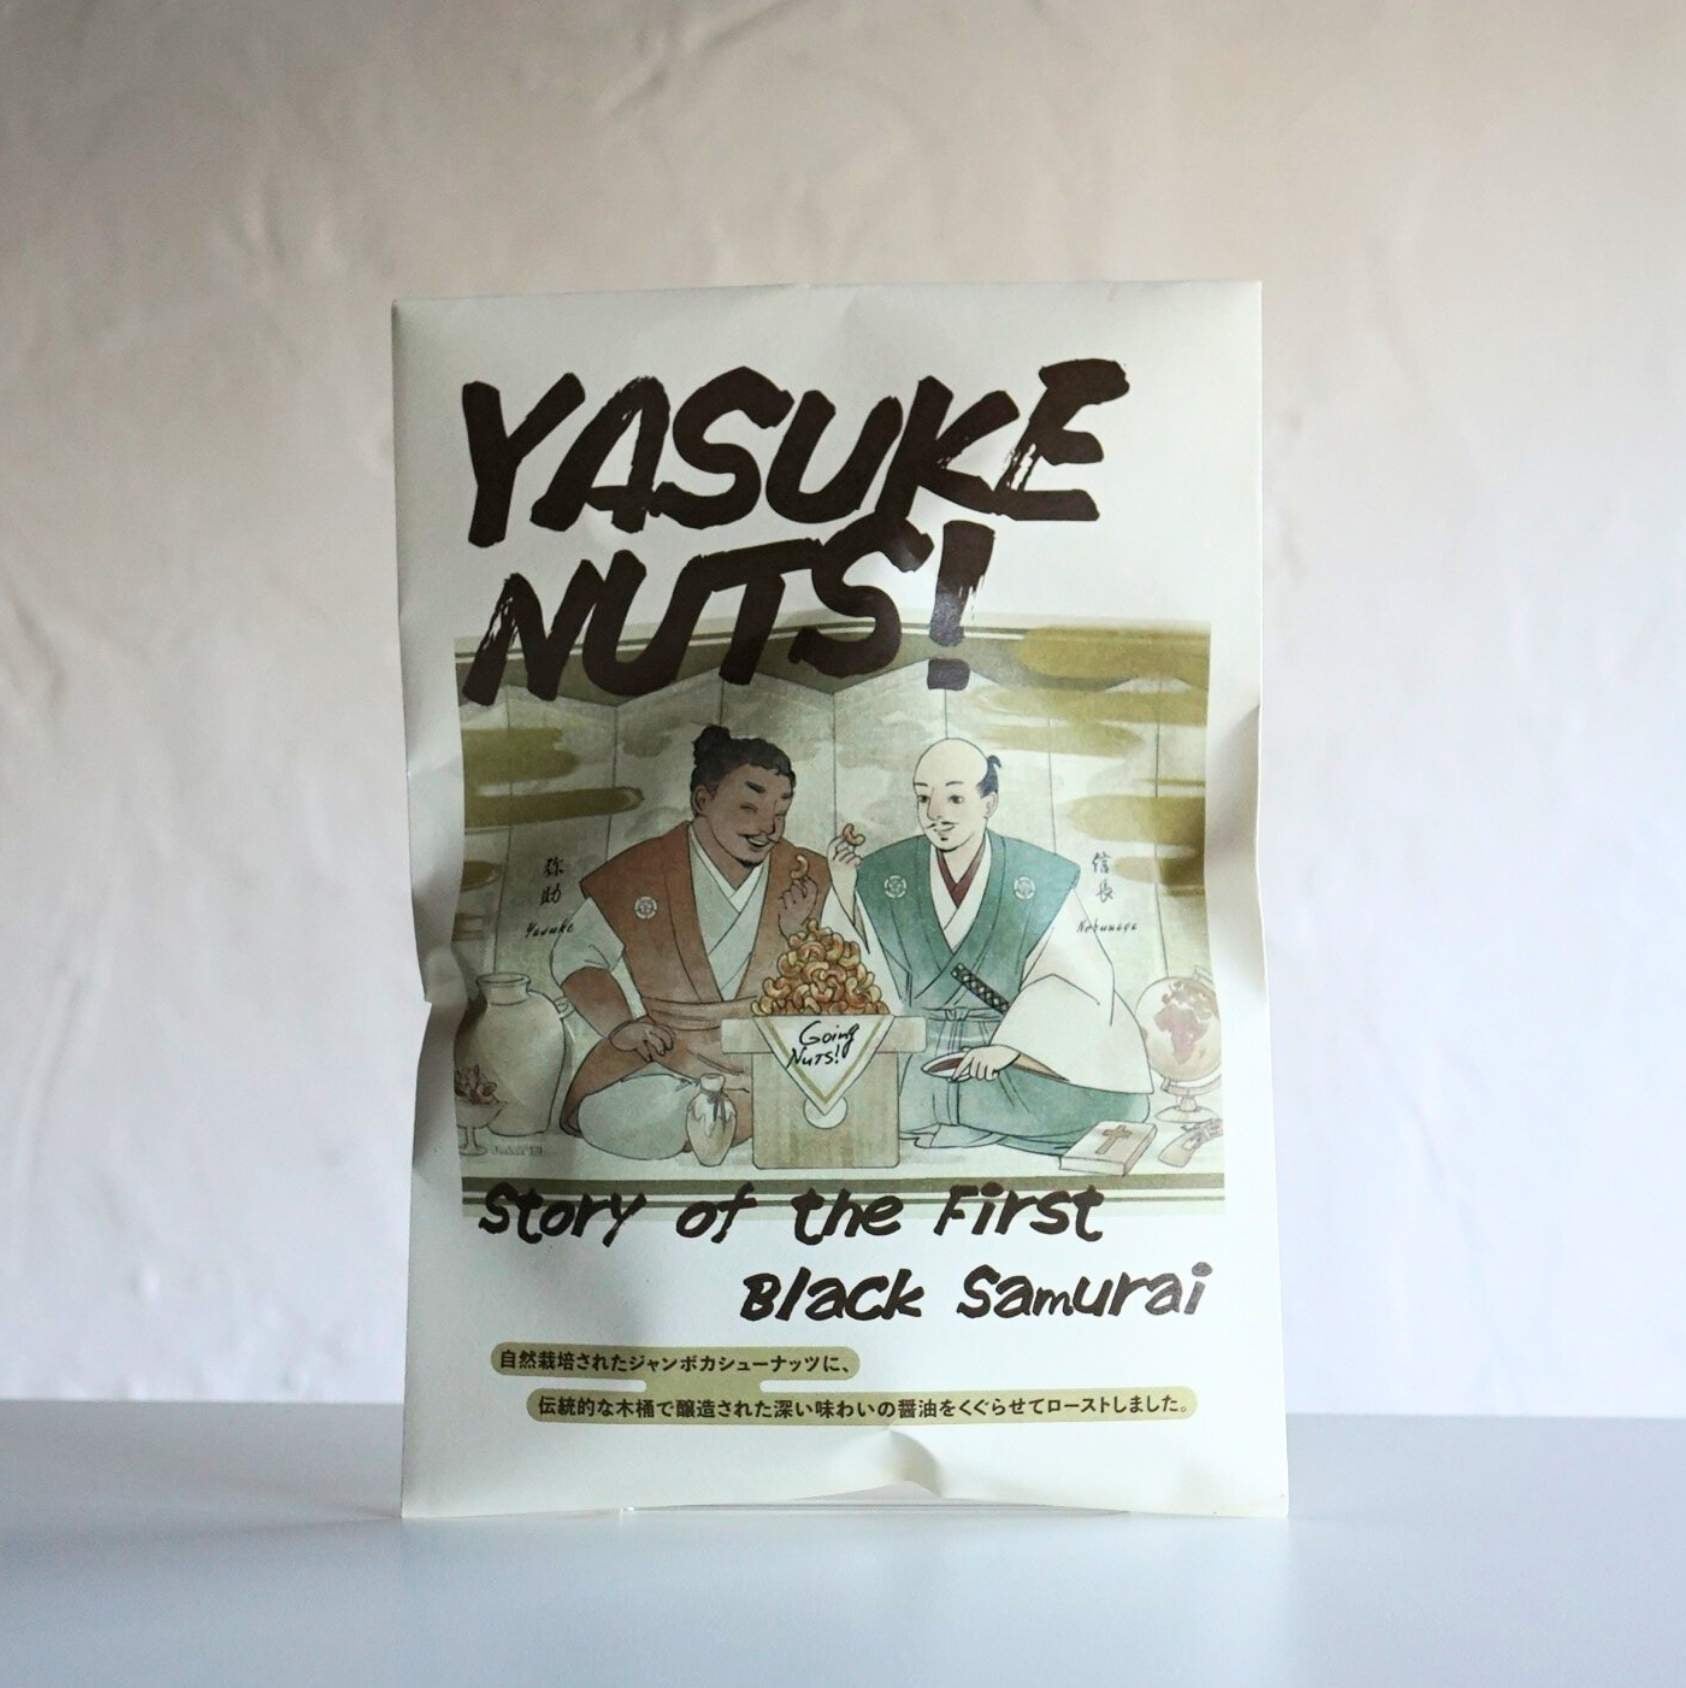 YASUKE
NUTS!
弥助
Yasuke
信長
Nobunaga
Going
Nuts!
Story of the First
Black Samurai
自然栽培されたジャンボカシューナッツに、
伝統的な木桶で醸造された深い味わいの醤油をくぐらせてローストしました。